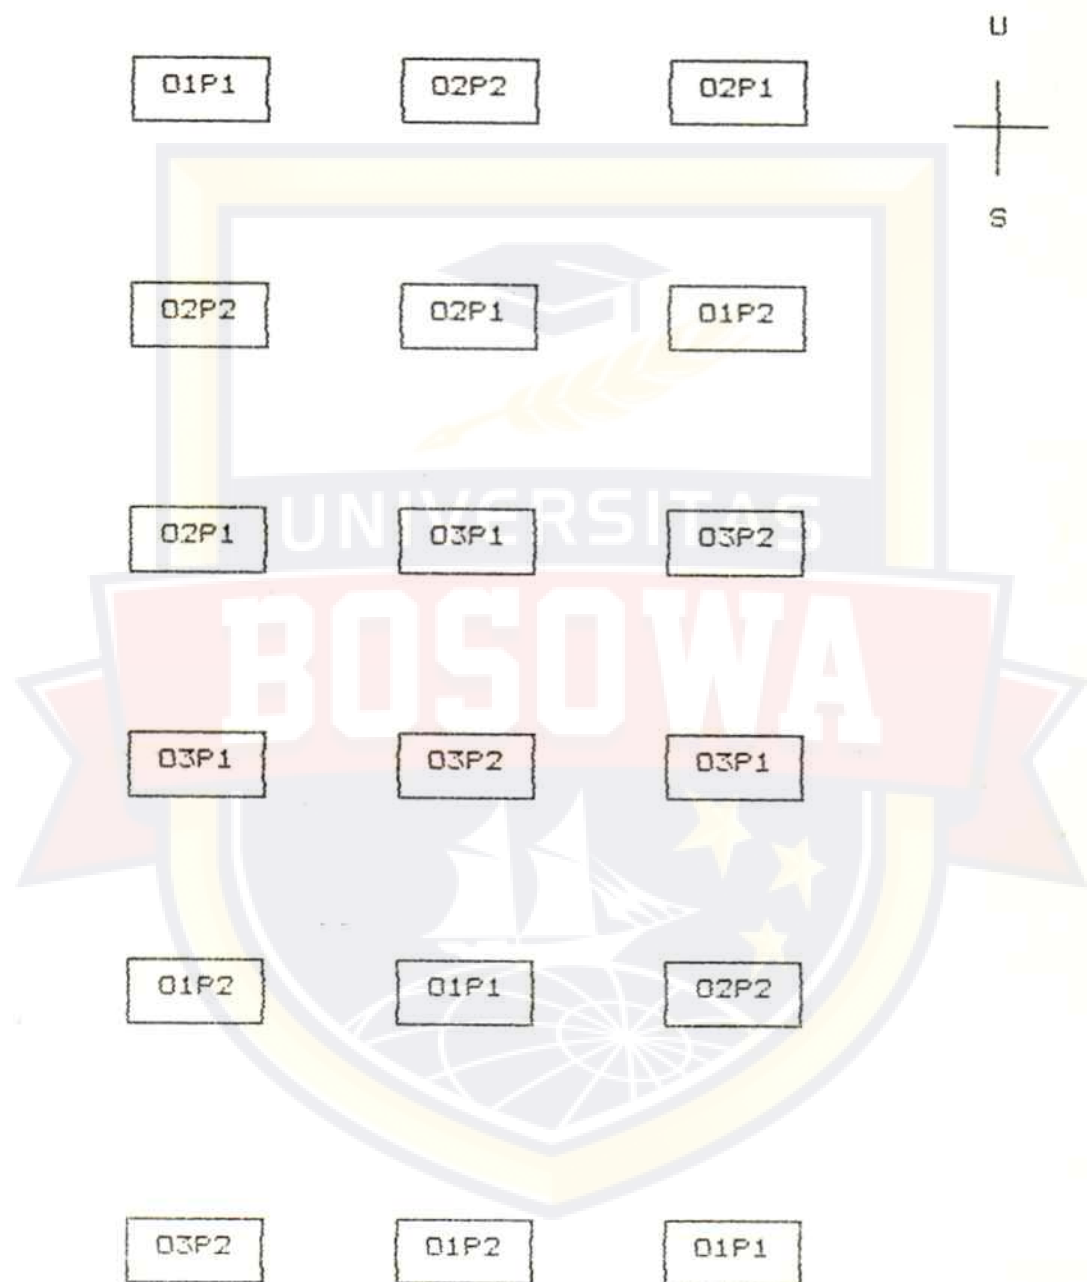 U
O1P1 O2P2 O2P1
S
O2P2 O2P1 O1P2
UNIVERSITAS
O2P1 O3P1 O3P2
BOSOWA
O3P1 O3P2 O3P1
O1P2 O1P1 O2P2
O3P2 O1P2 O1P1